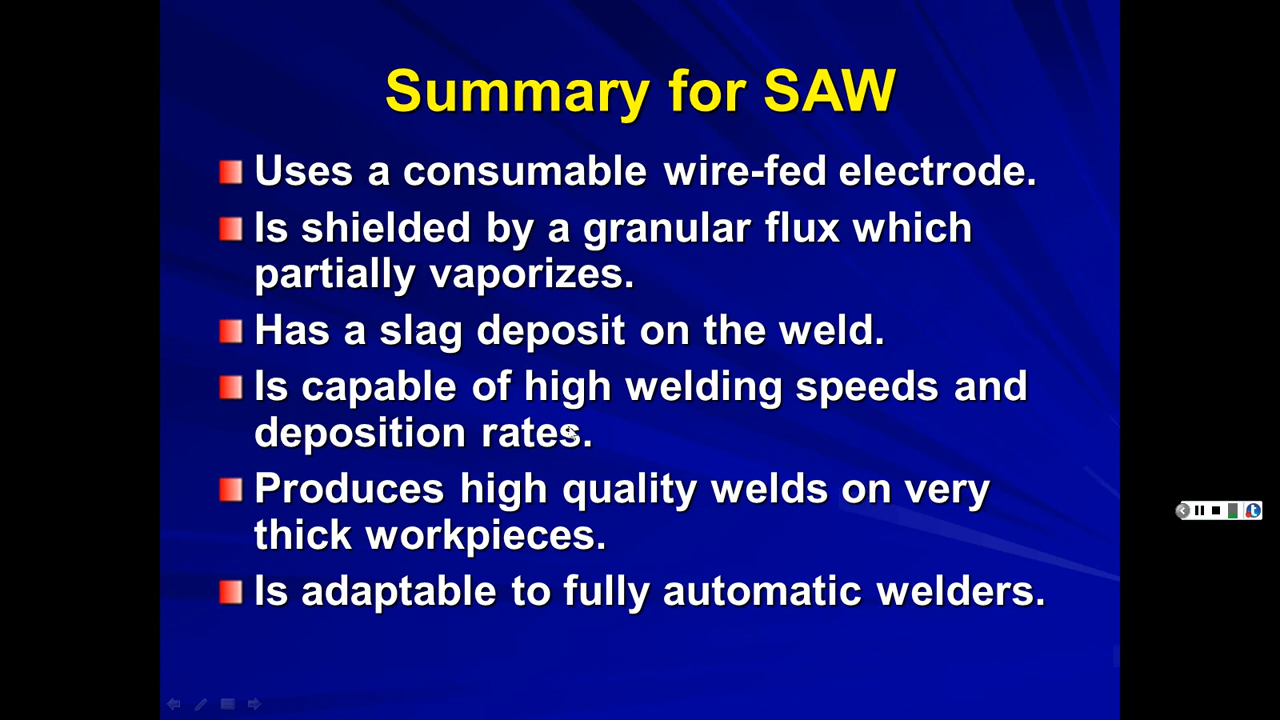 Summary for SAW
Uses a consumable wire-fed electrode.
Is shielded by a granular flux which
partially vaporizes.
Has a slag deposit on the weld.
Is capable of high welding speeds and
deposition rates.
Produces high quality welds on very
thick workpieces.
Is adaptable to fully automatic welders.